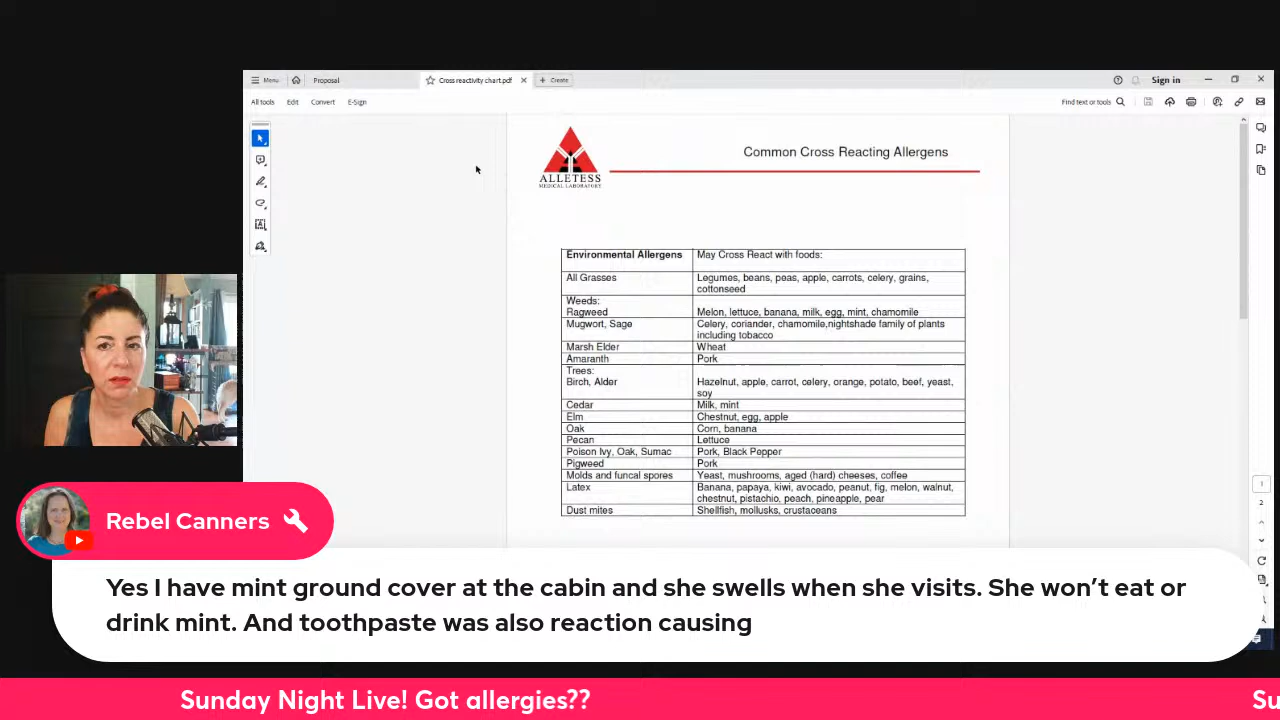 Menu
Proposal
Cross reactivity chart.pdf
Create
Sign in
All tools
Edit
Convert
E-Sign
Find text or tools
ALLETESS
MEDICAL LABORATORY
Common Cross Reacting Allergens
Environmental Allergens
May Cross React with foods:
All Grasses
Legumes, beans, peas, apple, carrots, celery, grains,
cottonseed
Weeds:
Ragweed
Melon, lettuce, banana, milk, egg, mint, chamomile
Mugwort, Sage
Celery, coriander, chamomile,nightshade family of plants
including tobacco
Marsh Elder
Wheat
Amaranth
Pork
Trees:
Birch, Alder
Hazelnut, apple, carrot, celery, orange, potato, beef, yeast,
soy
Cedar
Milk, mint
Elm
Chestnut, egg, apple
Oak
Corn, banana
Pecan
Lettuce
Poison Ivy, Oak, Sumac
Pork, Black Pepper
Pigweed
Pork
Molds and funcal spores
Yeast, mushrooms, aged (hard) cheeses, coffee
Latex
Banana, papaya, kiwi, avocado, peanut, fig, melon, walnut,
chestnut, pistachio, peach, pineapple, pear
Dust mites
Shellfish, mollusks, crustaceans
1
2
Rebel Canners
Yes I have mint ground cover at the cabin and she swells when she visits. She won’t eat or
drink mint. And toothpaste was also reaction causing
Sunday Night Live! Got allergies??
Su